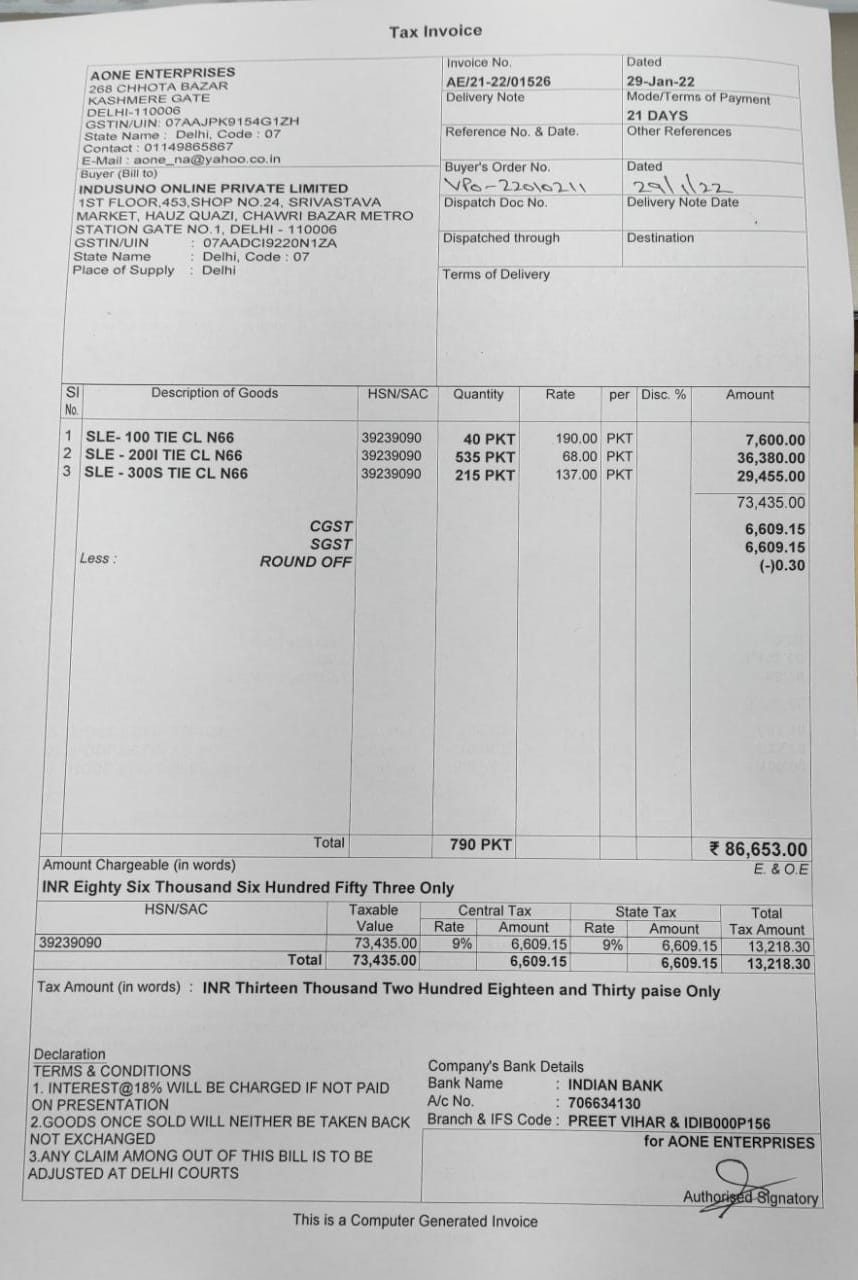 Tax Invoice
AONE ENTERPRISES
268 CHHOTA BAZAR
KASHMERE GATE
DELHI-110006
GSTIN/UIN: 07AAJPK9154G1ZH
State Name : Delhi, Code : 07
Contact : 01149865867
E-Mail : aone_na@yahoo.co.in
Buyer (Bill to)
INDUSUNO ONLINE PRIVATE LIMITED
1ST FLOOR,453,SHOP NO.24, SRIVASTAVA
MARKET, HAUZ QUAZI, CHAWRI BAZAR METRO
STATION GATE NO.1, DELHI - 110006
GSTIN/UIN : 07AADCI9220N1ZA
State Name : Delhi, Code : 07
Place of Supply : Delhi
Invoice No. Dated
AE/21-22/01526 29-Jan-22
Delivery Note Mode/Terms of Payment
21 DAYS
Reference No. & Date. Other References
Buyer's Order No. Dated
VPO-22010211 29/1/22
Dispatch Doc No. Delivery Note Date
Dispatched through Destination
Terms of Delivery
Sl No. Description of Goods HSN/SAC Quantity Rate per Disc. % Amount
1 SLE- 100 TIE CL N66 39239090 40 PKT 190.00 PKT 7,600.00
2 SLE - 200I TIE CL N66 39239090 535 PKT 68.00 PKT 36,380.00
3 SLE - 300S TIE CL N66 39239090 215 PKT 137.00 PKT 29,455.00
73,435.00
CGST 6,609.15
SGST 6,609.15
Less : ROUND OFF (-)0.30
Total 790 PKT ₹ 86,653.00
Amount Chargeable (in words) E. & O.E
INR Eighty Six Thousand Six Hundred Fifty Three Only
HSN/SAC Taxable Value Central Tax State Tax Total Tax Amount
Rate Amount Rate Amount
39239090 73,435.00 9% 6,609.15 9% 6,609.15 13,218.30
Total 73,435.00 6,609.15 6,609.15 13,218.30
Tax Amount (in words) : INR Thirteen Thousand Two Hundred Eighteen and Thirty paise Only
Declaration
TERMS & CONDITIONS
1. INTEREST@18% WILL BE CHARGED IF NOT PAID
ON PRESENTATION
2.GOODS ONCE SOLD WILL NEITHER BE TAKEN BACK
NOT EXCHANGED
3.ANY CLAIM AMONG OUT OF THIS BILL IS TO BE
ADJUSTED AT DELHI COURTS
Company's Bank Details
Bank Name : INDIAN BANK
A/c No. : 706634130
Branch & IFS Code : PREET VIHAR & IDIB000P156
for AONE ENTERPRISES
Authorised Signatory
This is a Computer Generated Invoice